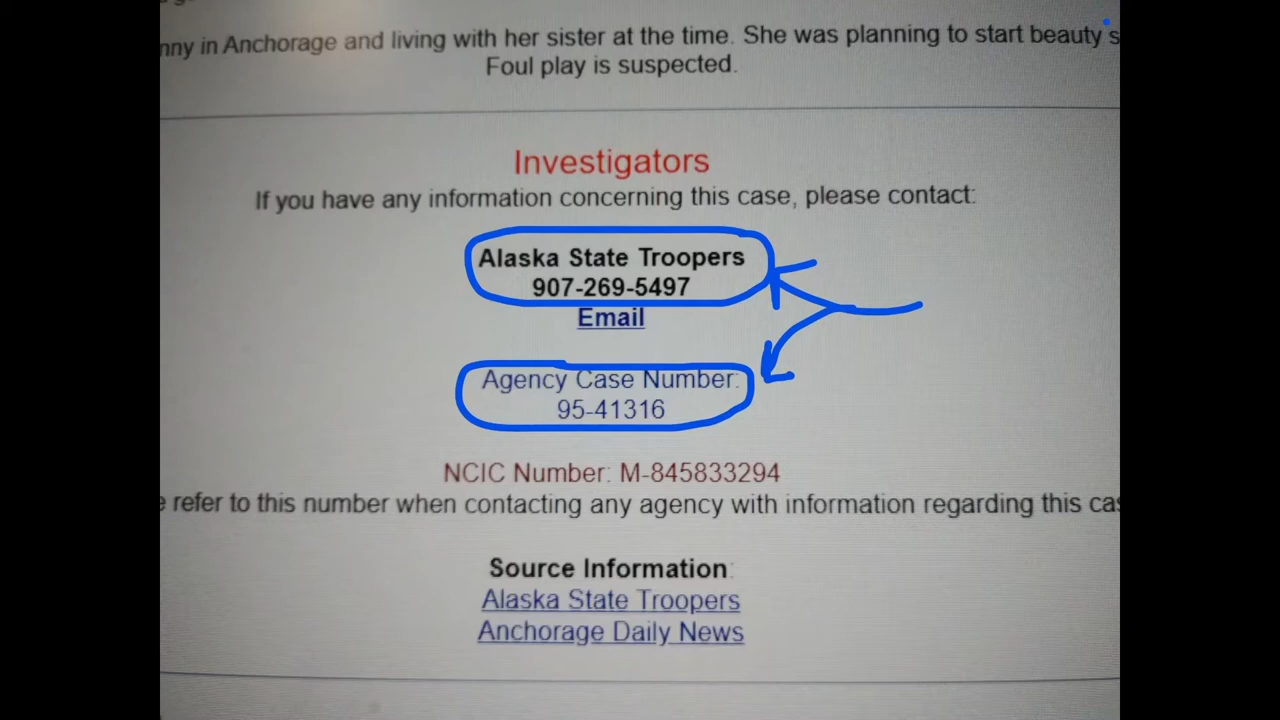 in Anchorage and living with her sister at the time. She was planning to start beauty
Foul play is suspected.
Investigators
If you have any information concerning this case, please contact:
Alaska State Troopers
907-269-5497
Email
Agency Case Number:
95-41316
NCIC Number: M-845833294
refer to this number when contacting any agency with information regarding this
Source Information:
Alaska State Troopers
Anchorage Daily News